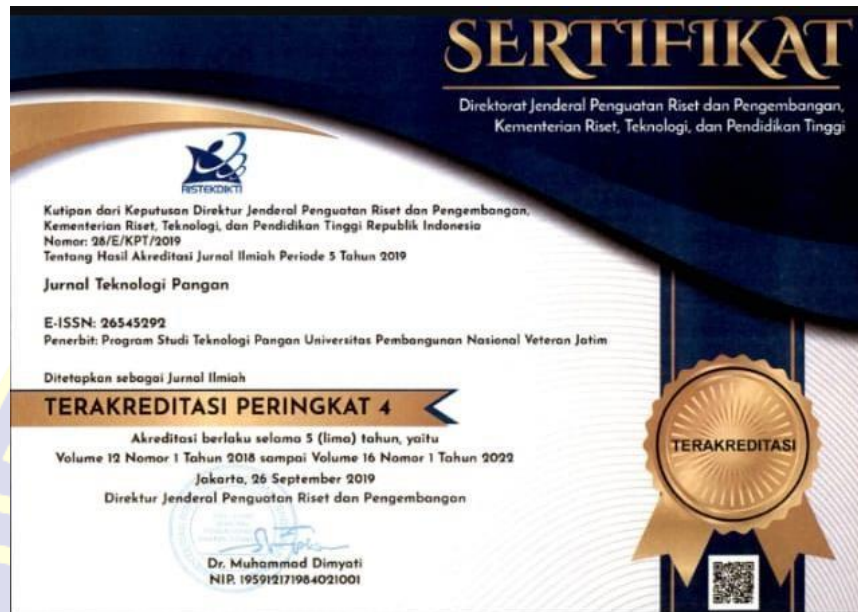 SERTIFIKAT
Direktorat Jenderal Penguatan Riset dan Pengembangan,
Kementerian Riset, Teknologi, dan Pendidikan Tinggi
RISTEKDIKTI
Kutipan dari Keputusan Direktur Jenderal Penguatan Riset dan Pengembangan,
Kementerian Riset, Teknologi, dan Pendidikan Tinggi Republik Indonesia
Nomor: 28/E/KPT/2019
Tentang Hasil Akreditasi Jurnal Ilmiah Periode 5 Tahun 2019
Jurnal Teknologi Pangan
E-ISSN: 26545292
Penerbit: Program Studi Teknologi Pangan Universitas Pembangunan Nasional Veteran Jatim
Ditetapkan sebagai Jurnal Ilmiah
TERAKREDITASI PERINGKAT 4
TERAKREDITASI
Akreditasi berlaku selama 5 (lima) tahun, yaitu
Volume 12 Nomor 1 Tahun 2018 sampai Volume 16 Nomor 1 Tahun 2022
Jakarta, 26 September 2019
Direktur Jenderal Penguatan Riset dan Pengembangan
Dr. Muhammad Dimyati
NIP. 195912171984021001